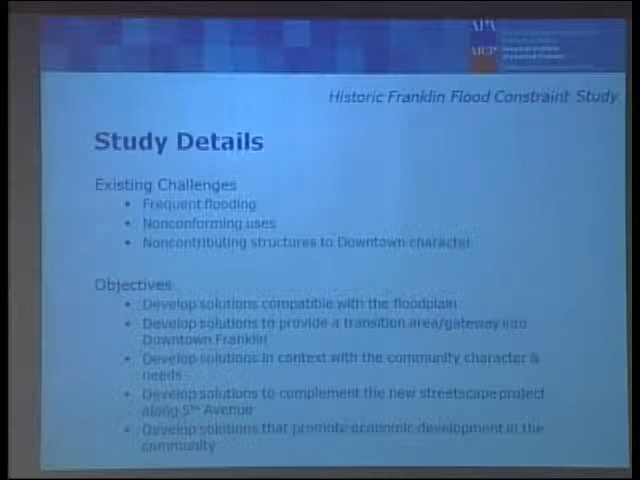 APA
AICP
Historic Franklin Flood Constraint Study
Study Details
Existing Challenges
• Frequent flooding
• Nonconforming uses
• Noncontributing structures to Downtown character
Objectives
• Develop solutions compatible with the floodplain
• Develop solutions to provide a transition area/gateway into
Downtown Franklin
• Develop solutions in context with the community character &
needs
• Develop solutions to complement the new streetscape project
along 5th Avenue
• Develop solutions that promote economic development in the
community